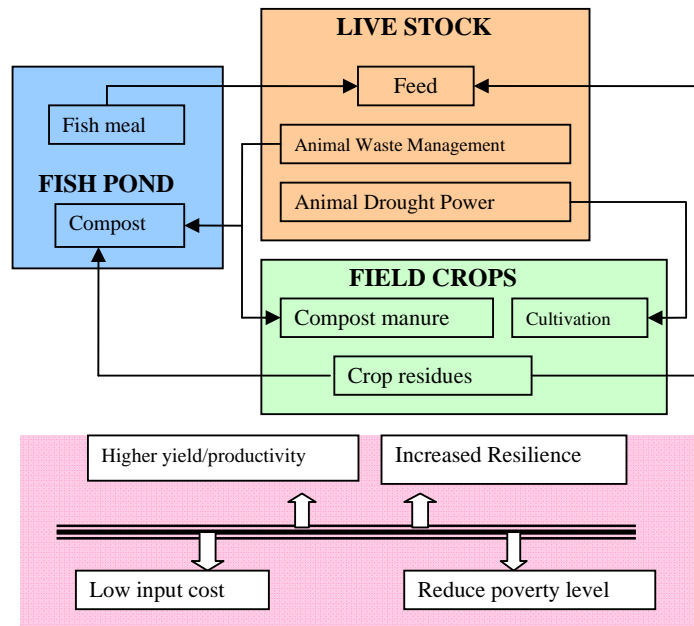 LIVE STOCK
Feed
Fish meal
Animal Waste Management
FISH POND
Animal Drought Power
Compost
FIELD CROPS
Compost manure
Cultivation
Crop residues
Higher yield/productivity
Increased Resilience
Low input cost
Reduce poverty level